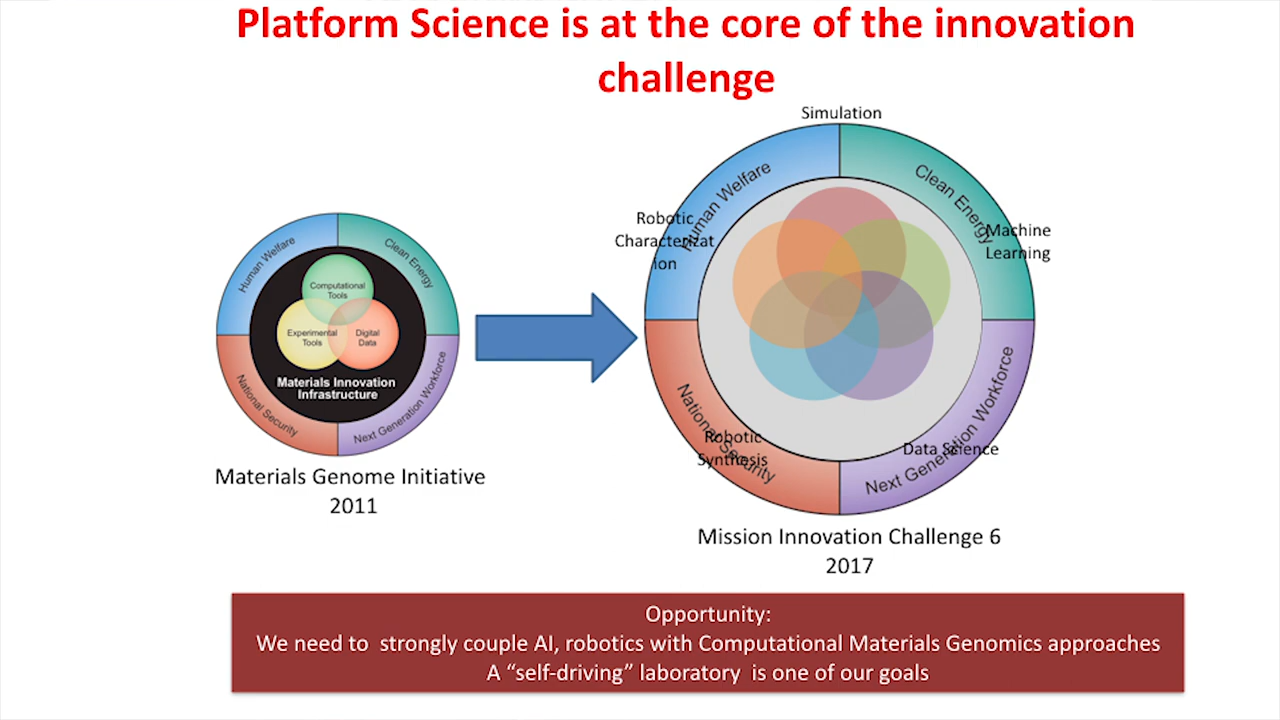 Platform Science is at the core of the innovation
challenge
Human Welfare
Clean Energy
Computational
Tools
Experimental
Tools
Digital
Data
Materials Innovation
Infrastructure
National Security
Next Generation Workforce
Materials Genome Initiative
2011
Simulation
Human Welfare
Clean Energy
Robotic
Characterizat
ion
Machine
Learning
National Security
Next Generation Workforce
Robotic
Synthesis
Data Science
Mission Innovation Challenge 6
2017
Opportunity:
We need to  strongly couple AI, robotics with Computational Materials Genomics approaches
A “self-driving” laboratory  is one of our goals